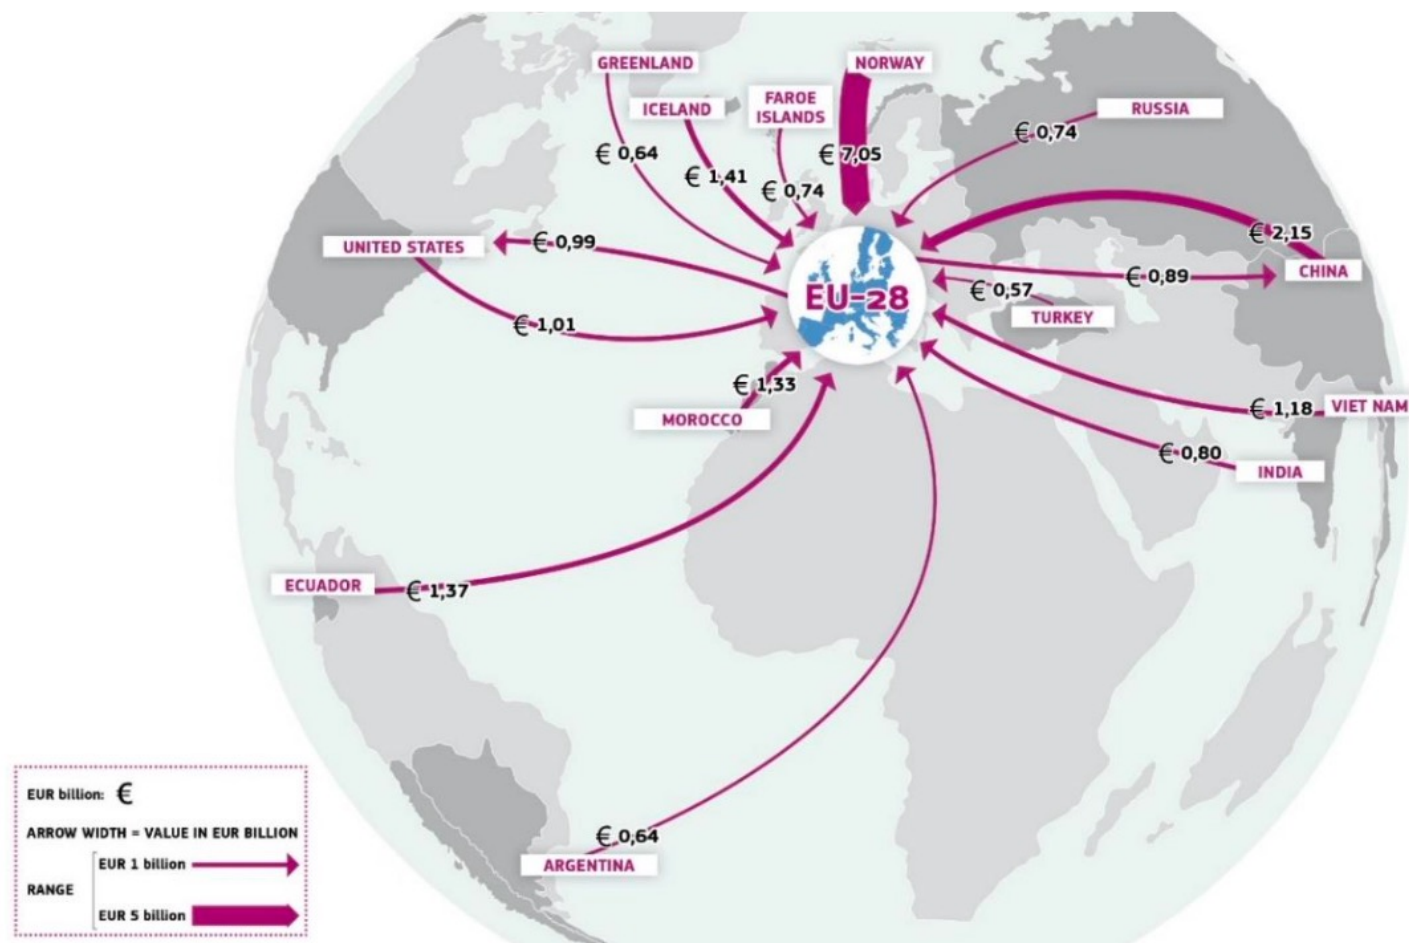 GREENLAND
NORWAY
ICELAND
FAROE
ISLANDS
RUSSIA
€ 0,74
€ 0,64
€ 7,05
€ 1,41
€ 0,74
UNITED STATES
€ 0,99
€ 2,15
CHINA
€ 0,89
EU-28
€ 0,57
TURKEY
€ 1,01
€ 1,33
MOROCCO
€ 1,18
VIET NAM
€ 0,80
INDIA
ECUADOR
€ 1,37
€ 0,64
ARGENTINA
EUR billion: €
ARROW WIDTH = VALUE IN EUR BILLION
EUR 1 billion
RANGE
EUR 5 billion